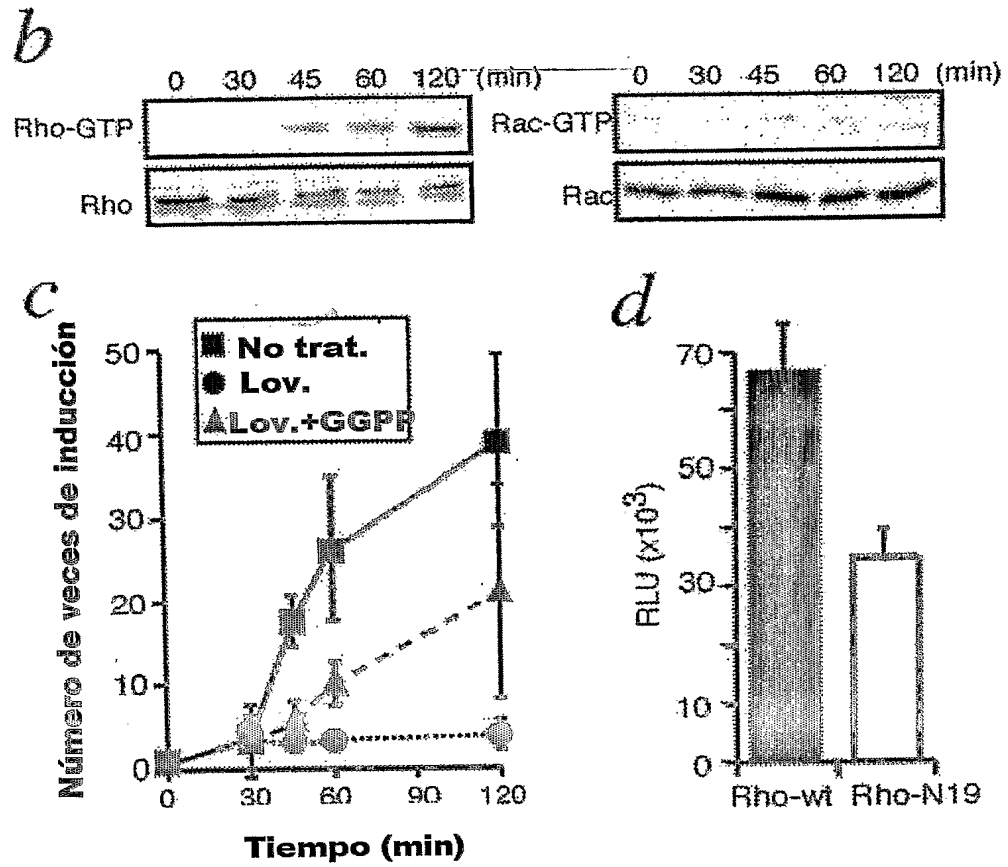 b
0 30 45 60 120 (min)
Rho-GTP
Rho
0 30 45 60 120 (min)
Rac-GTP
Rac
c
Número de veces de inducción
50
40
30
20
10
0
No trat.
Lov.
Lov.+GGPP
0 30 60 90 120
Tiempo (min)
d
RLU (x10³)
70
50
30
10
0
Rho-wt Rho-N19